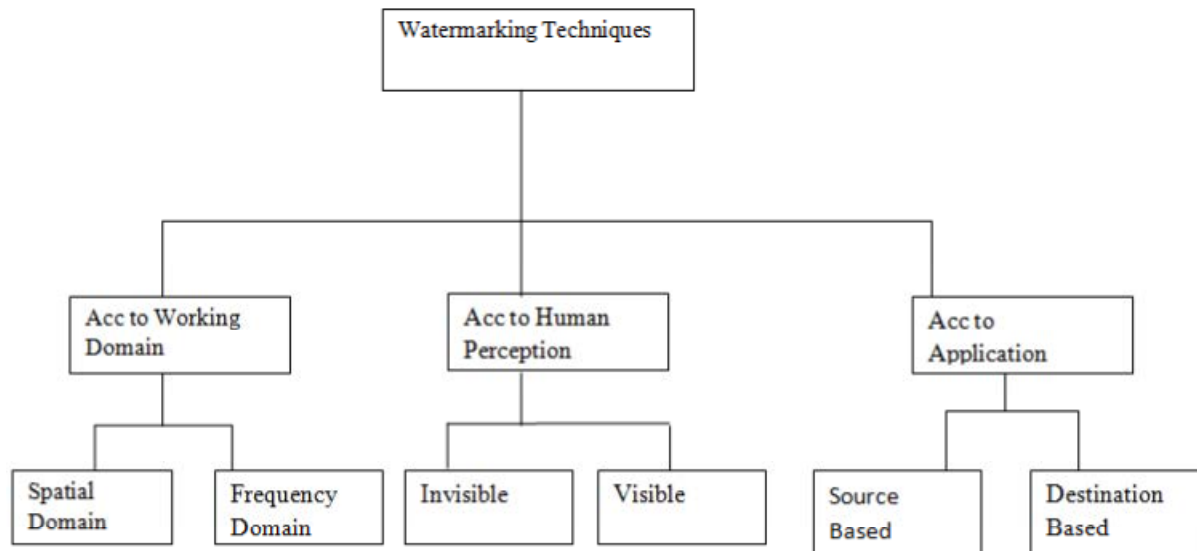 Watermarking Techniques
Acc to Working
Domain
Acc to Human
Perception
Acc to
Application
Spatial
Domain
Frequency
Domain
Invisible
Visible
Source
Based
Destination
Based